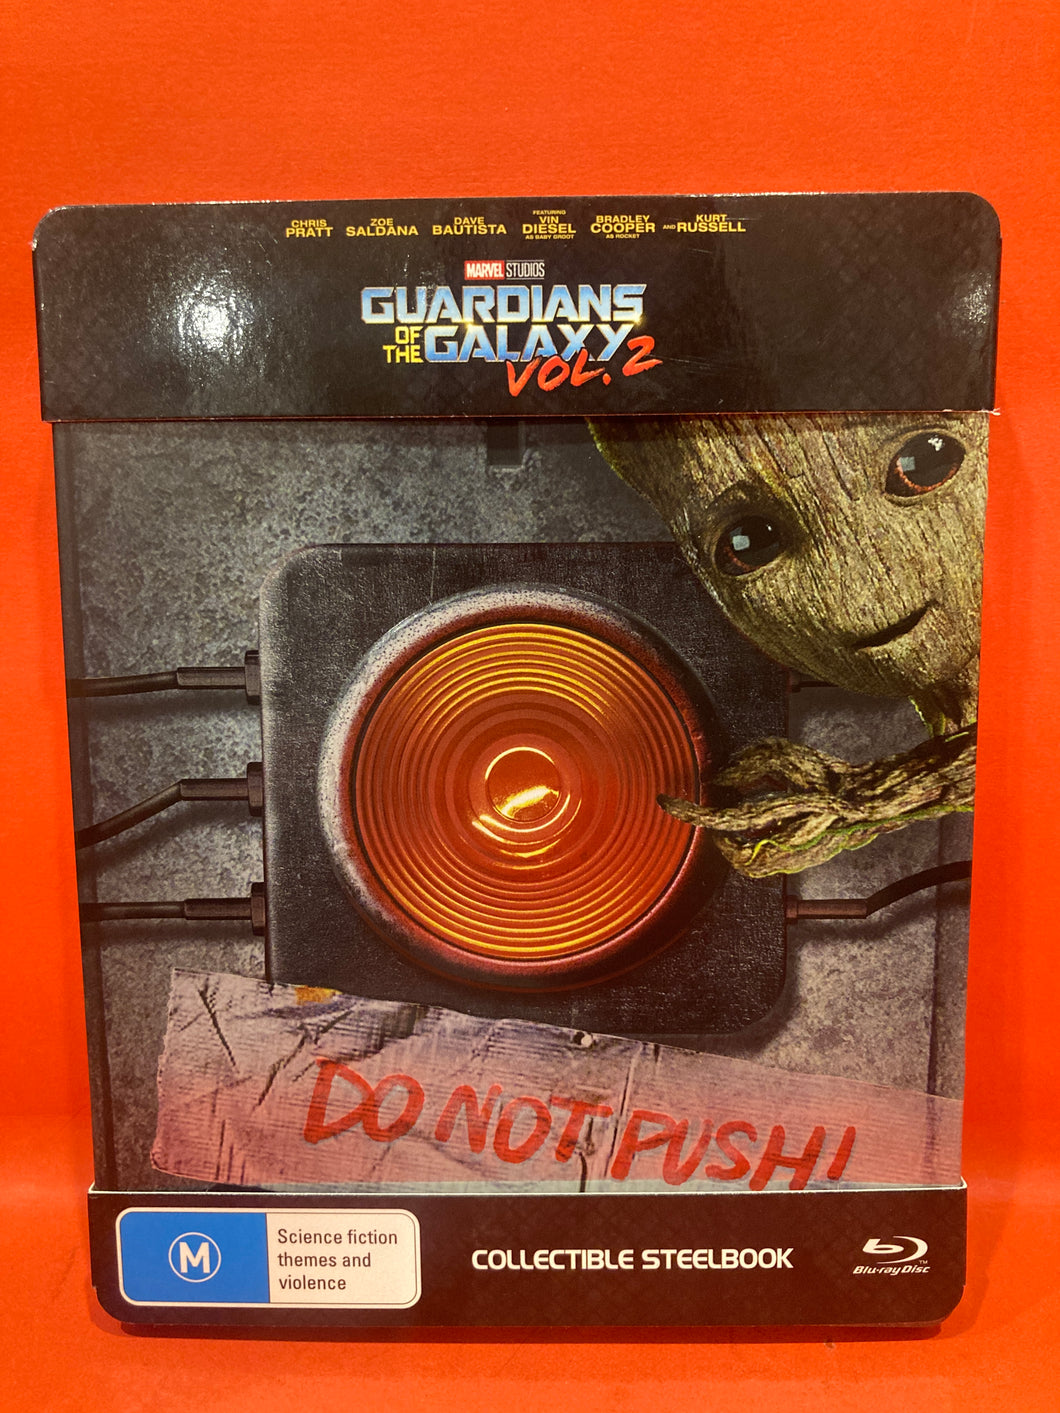 CHRIS PRATT ZOE SALDANA DAVE BAUTISTA FEATURING VIN DIESEL AS BABY GROOT BRADLEY COOPER AS ROCKET AND KURT RUSSELL
MARVEL STUDIOS
GUARDIANS
OF THE GALAXY
VOL. 2
DO NOT PUSH!
M
Science fiction
themes and
violence
COLLECTIBLE STEELBOOK
Blu-ray Disc™